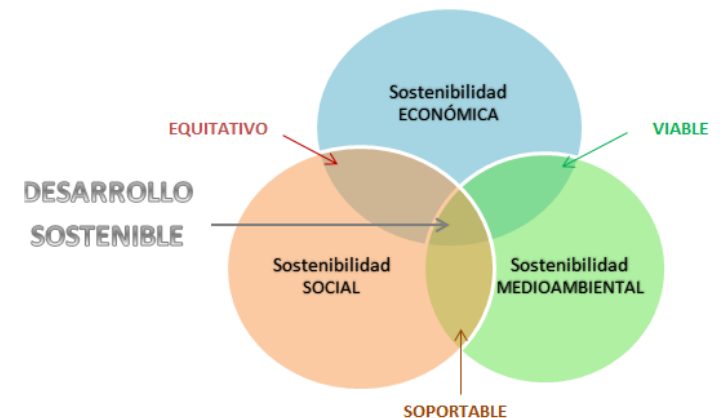 Sostenibilidad
ECONÓMICA
EQUITATIVO
VIABLE
DESARROLLO
SOSTENIBLE
Sostenibilidad
SOCIAL
Sostenibilidad
MEDIOAMBIENTAL
SOPORTABLE